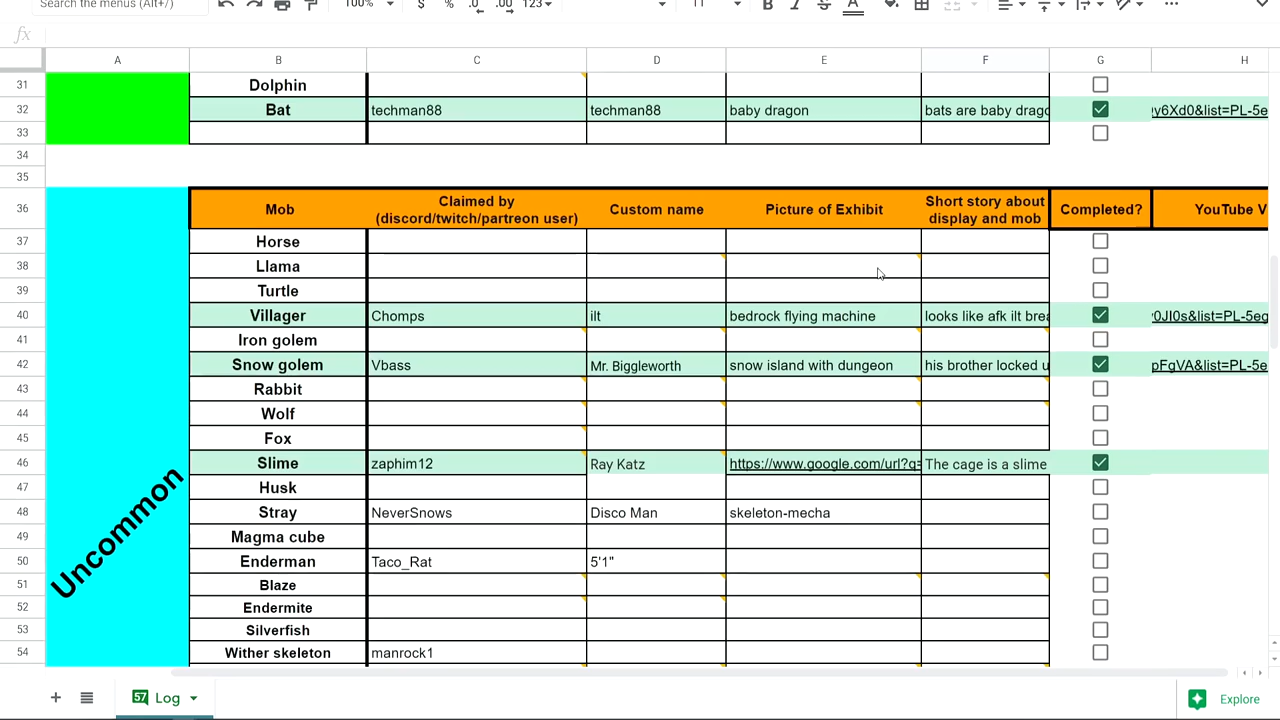 Search the menus (Alt+/)
100%
$ % .0 .00 123
11 B I S A
fx
A B C D E F G H
31 Dolphin
32 Bat techman88 techman88 baby dragon bats are baby drago y6Xd0&list=PL-5e
33
34
35
36 Mob Claimed by (discord/twitch/partreon user) Custom name Picture of Exhibit Short story about display and mob Completed? YouTube V
37 Horse
38 Llama
39 Turtle
40 Villager Chomps ilt bedrock flying machine looks like afk ilt brea 0JI0s&list=PL-5eg
41 Iron golem
42 Snow golem Vbass Mr. Biggleworth snow island with dungeon his brother locked u pFgVA&list=PL-5e
43 Rabbit
44 Wolf
45 Fox
46 Slime zaphim12 Ray Katz https://www.google.com/url?q= The cage is a slime
47 Husk
48 Stray NeverSnows Disco Man skeleton-mecha
49 Magma cube
50 Enderman Taco_Rat 5'1"
51 Blaze
52 Endermite
53 Silverfish
54 Wither skeleton manrock1
Uncommon
57 Log
Explore